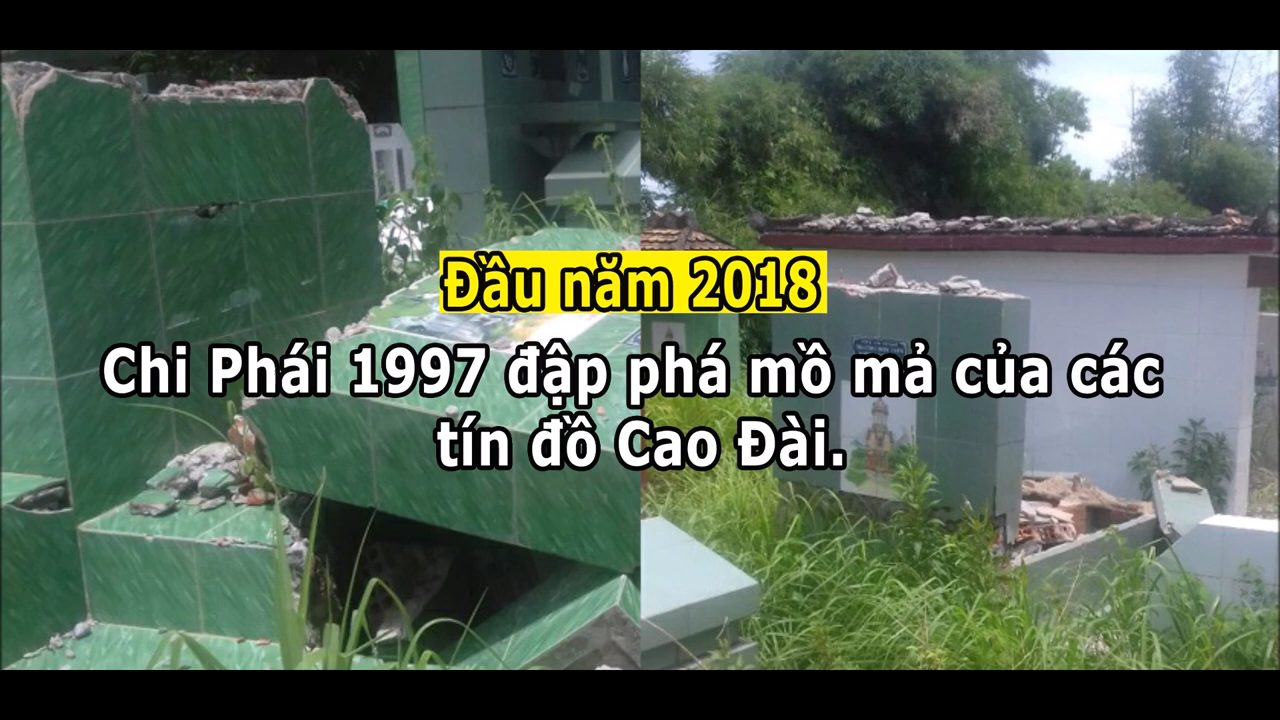 Đầu năm 2018
Chi Phái 1997 đập phá mồ mả của các
tín đồ Cao Đài.